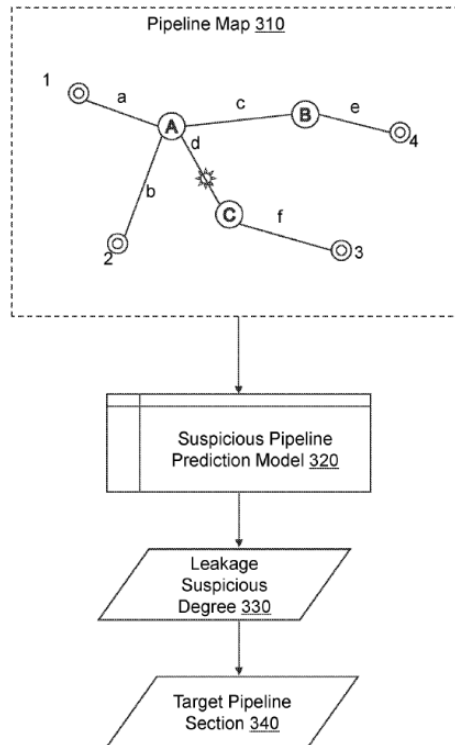 Pipeline Map 310
1
a
c
e
A
B
4
d
b
C
f
2
3
Suspicious Pipeline
Prediction Model 320
Leakage
Suspicious
Degree 330
Target Pipeline
Section 340